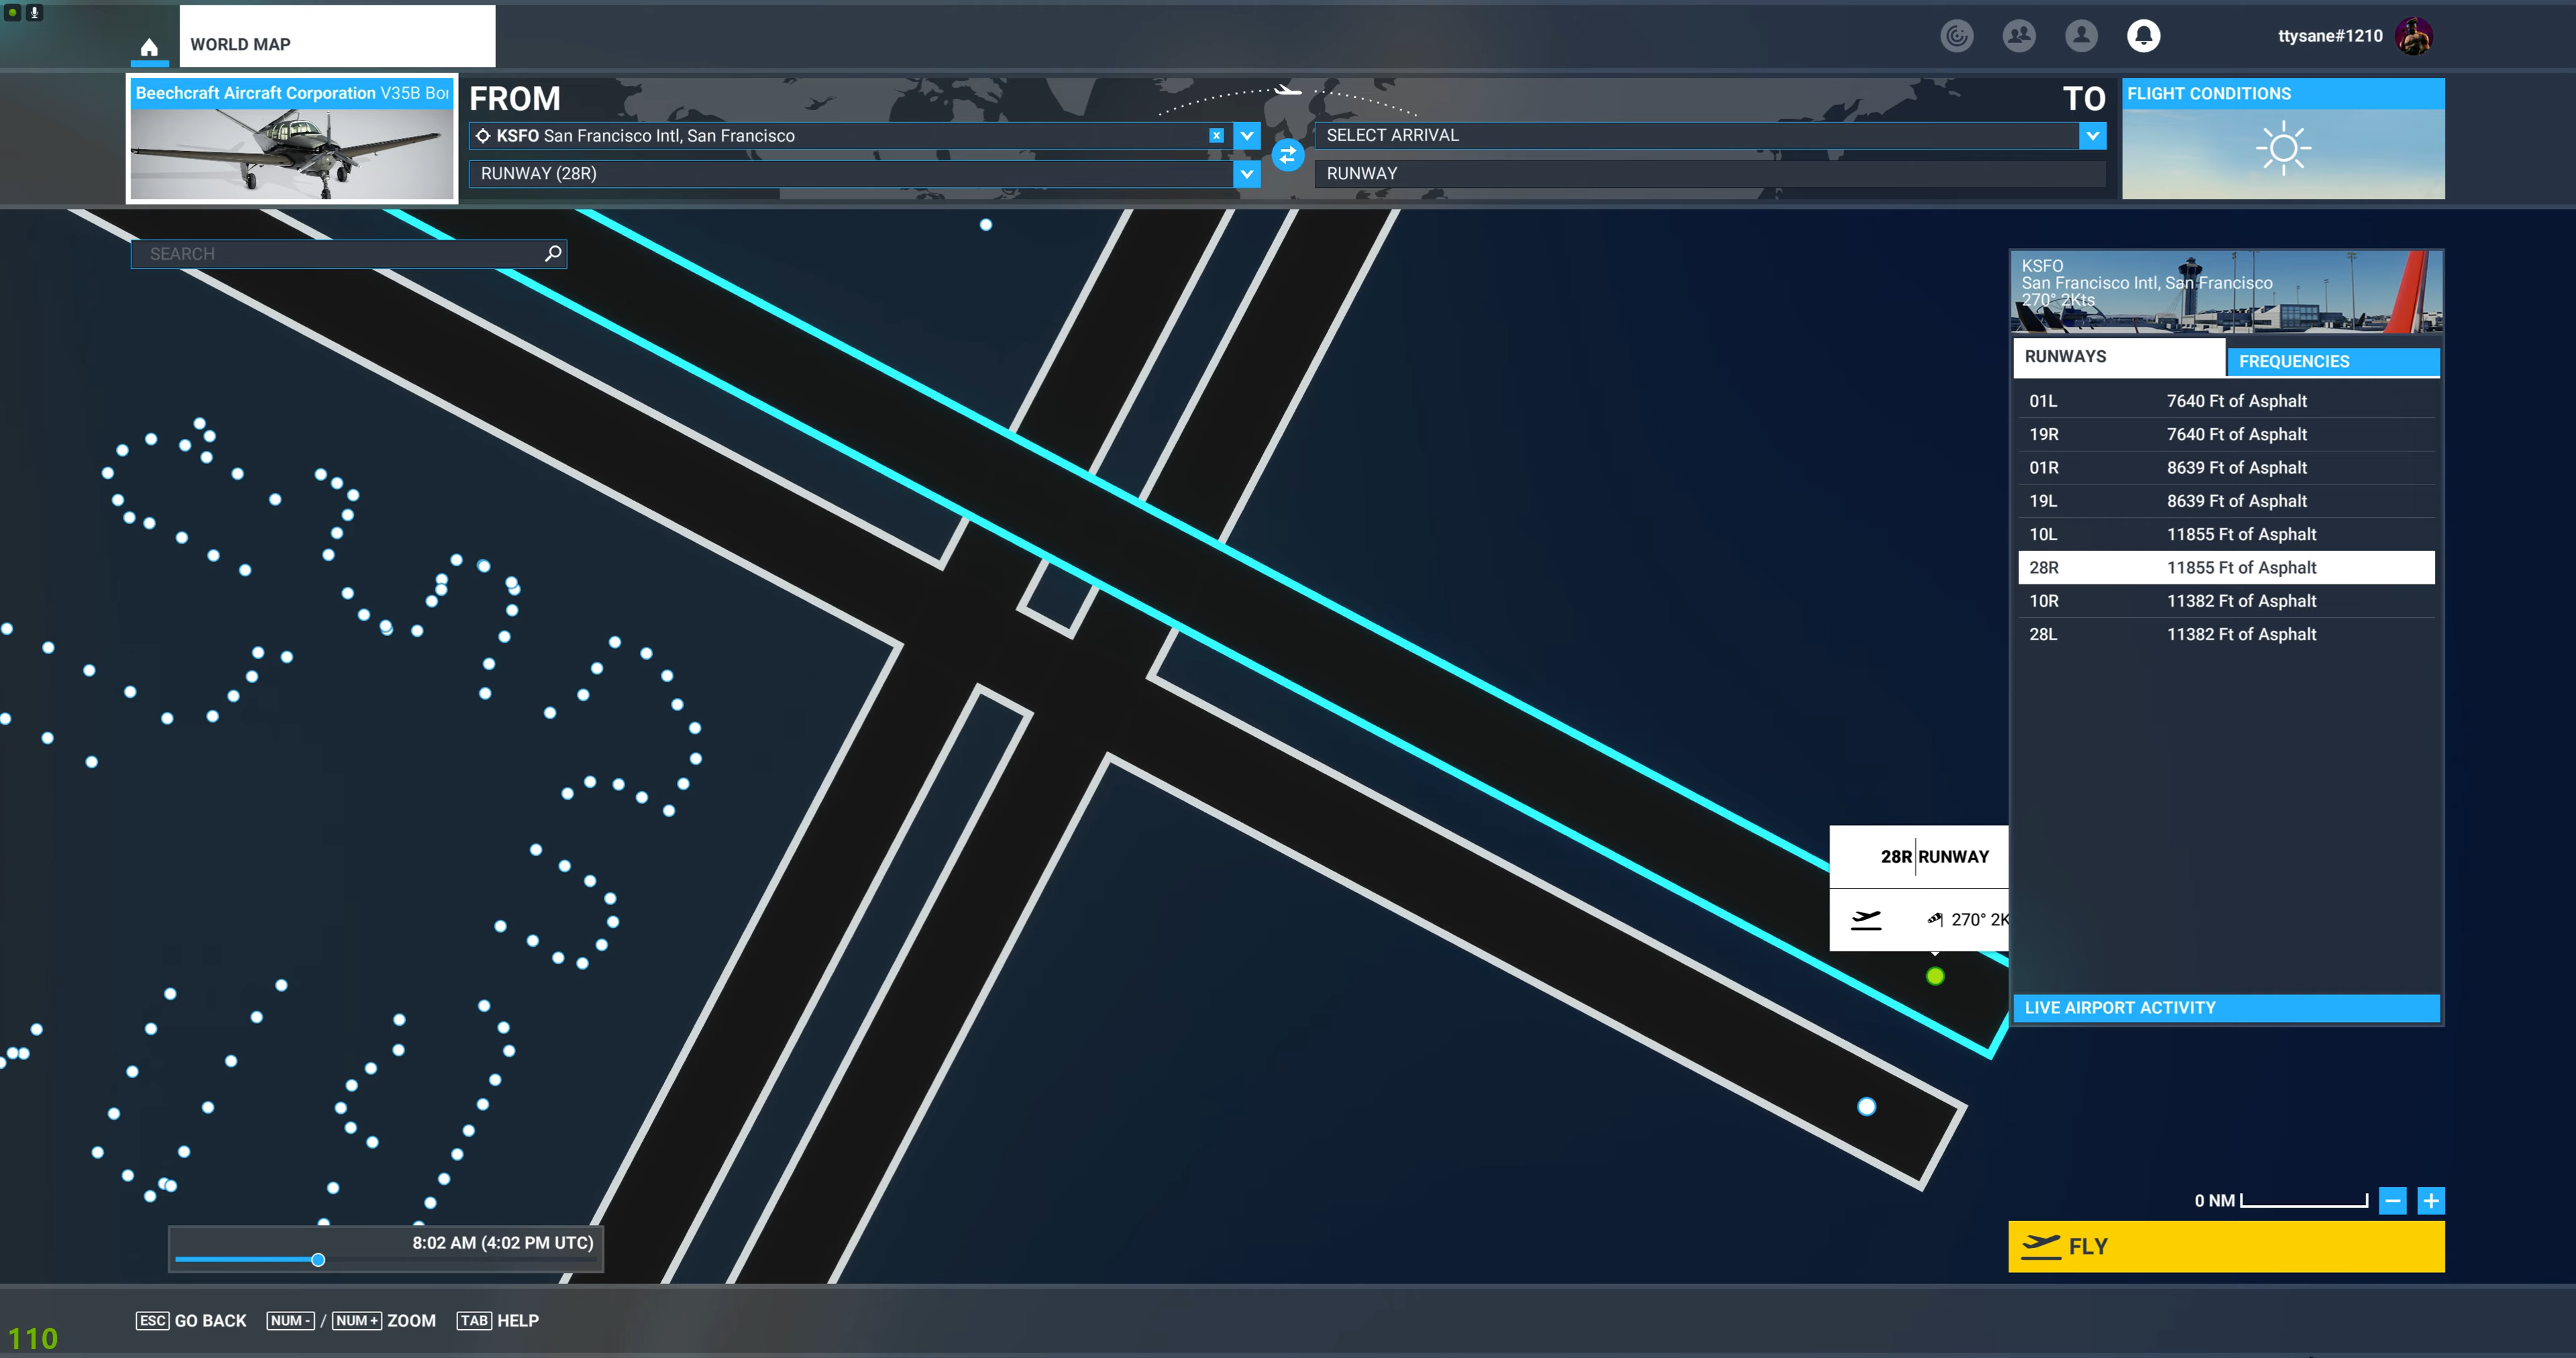 WORLD MAP
ttysane#1210
Beechcraft Aircraft Corporation V35B Bo
FROM
KSFO San Francisco Intl, San Francisco
x
RUNWAY (28R)
TO
SELECT ARRIVAL
RUNWAY
FLIGHT CONDITIONS
SEARCH
KSFO
San Francisco Intl, San Francisco
270° 2Kts
RUNWAYS
FREQUENCIES
01L 7640 Ft of Asphalt
19R 7640 Ft of Asphalt
01R 8639 Ft of Asphalt
19L 8639 Ft of Asphalt
10L 11855 Ft of Asphalt
28R 11855 Ft of Asphalt
10R 11382 Ft of Asphalt
28L 11382 Ft of Asphalt
28R RUNWAY
270° 2K
LIVE AIRPORT ACTIVITY
0 NM
8:02 AM (4:02 PM UTC)
FLY
ESC GO BACK NUM - / NUM + ZOOM TAB HELP
110